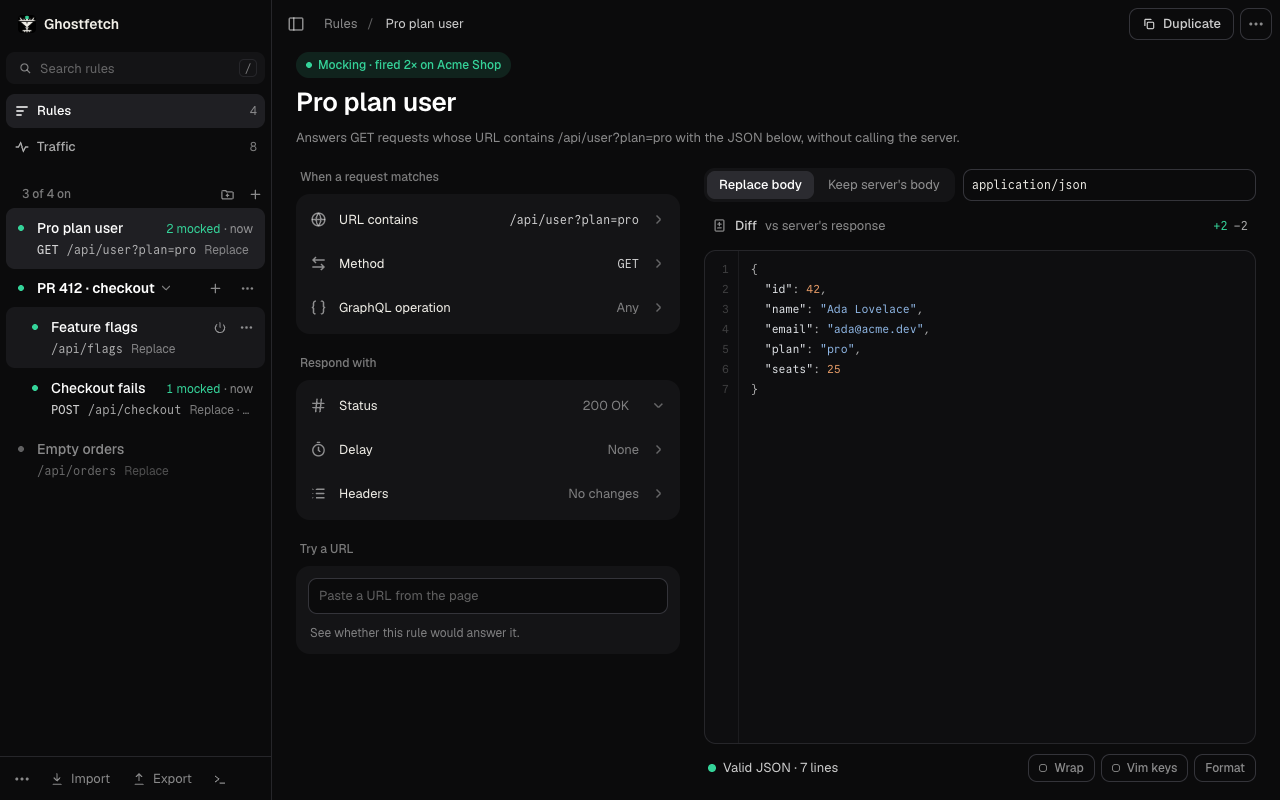 Ghostfetch
Search rules /
Rules 4
Traffic 8
3 of 4 on
Pro plan user 2 mocked · now
GET /api/user?plan=pro Replace
PR 412 · checkout
Feature flags
/api/flags Replace
Checkout fails 1 mocked · now
POST /api/checkout Replace · …
Empty orders
/api/orders Replace
Import Export
Rules / Pro plan user
Duplicate
Mocking · fired 2× on Acme Shop
Pro plan user
Answers GET requests whose URL contains /api/user?plan=pro with the JSON below, without calling the server.
When a request matches
URL contains /api/user?plan=pro
Method GET
GraphQL operation Any
Respond with
Status 200 OK
Delay None
Headers No changes
Try a URL
Paste a URL from the page
See whether this rule would answer it.
Replace body Keep server's body application/json
Diff vs server's response +2 −2
1 {
2 "id": 42,
3 "name": "Ada Lovelace",
4 "email": "ada@acme.dev",
5 "plan": "pro",
6 "seats": 25
7 }
Valid JSON · 7 lines
Wrap Vim keys Format